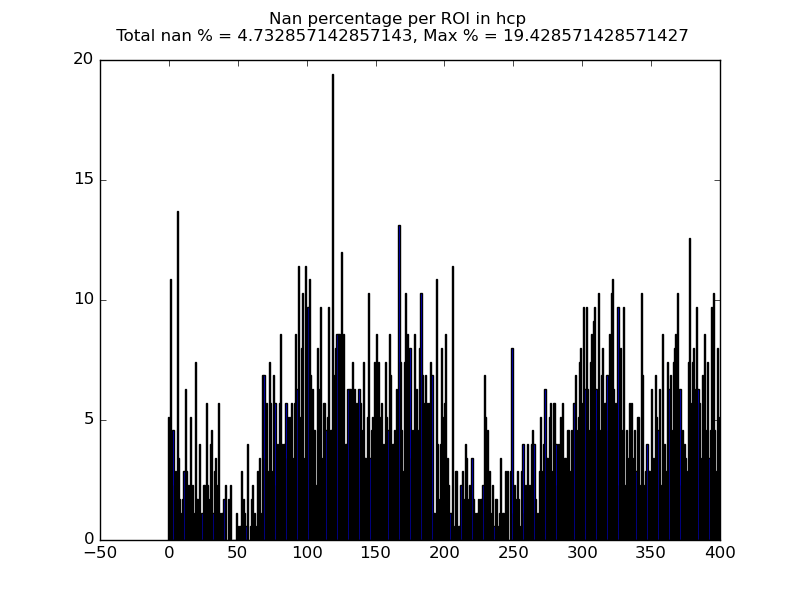 Nan percentage per ROI in hcp
Total nan % = 4.732857142857143, Max % = 19.428571428571427
20
15
10
5
0
−50 0 50 100 150 200 250 300 350 400